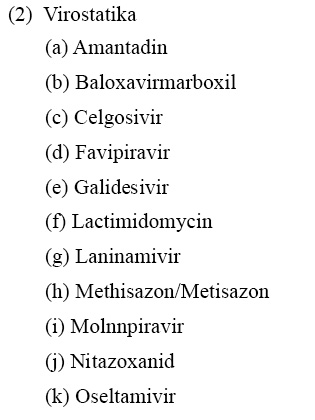 (2) Virostatika
(a) Amantadin
(b) Baloxavirmarboxil
(c) Celgosivir
(d) Favipiravir
(e) Galidesivir
(f) Lactimidomycin
(g) Laninamivir
(h) Methisazon/Metisazon
(i) Molnnpiravir
(j) Nitazoxanid
(k) Oseltamivir